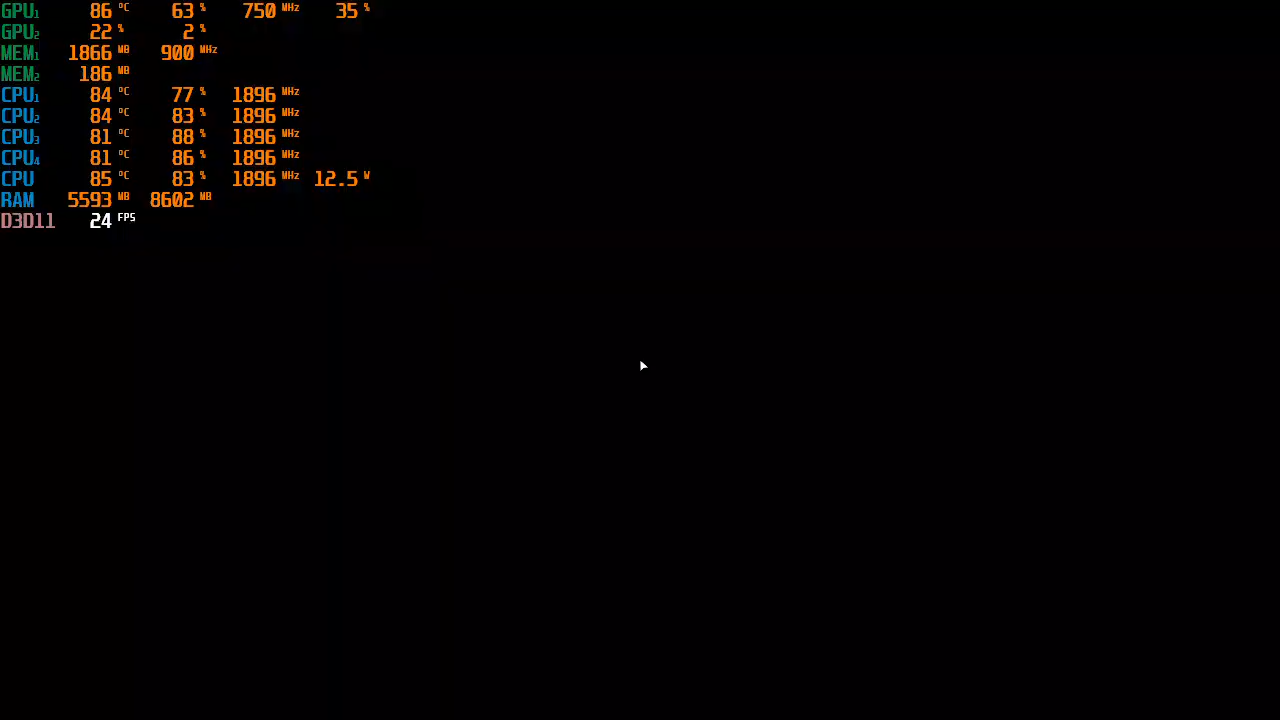 GPU1 86 °C 63 % 750 MHz 35 %
GPU2 22 % 2 %
MEM1 1866 MB 900 MHz
MEM2 186 MB
CPU1 84 °C 77 % 1896 MHz
CPU2 84 °C 83 % 1896 MHz
CPU3 81 °C 88 % 1896 MHz
CPU4 81 °C 86 % 1896 MHz
CPU 85 °C 83 % 1896 MHz 12.5 W
RAM 5593 MB 8602 MB
D3D11 24 FPS